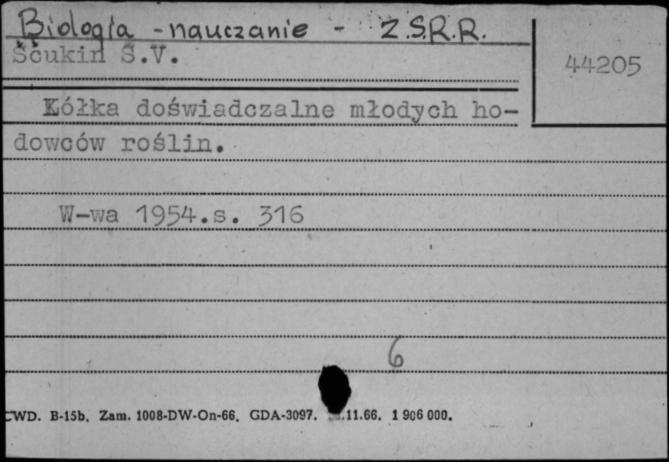 Biologia - nauczanie - Z.S.R.R.
Ščukin S.V.
44205
Kółka doświadczalne młodych ho-
dowców roślin.
W-wa 1954.s. 316
6
CWD. B-15b. Zam. 1008-DW-On-66. GDA-3097. .11.66. 1 906 000.